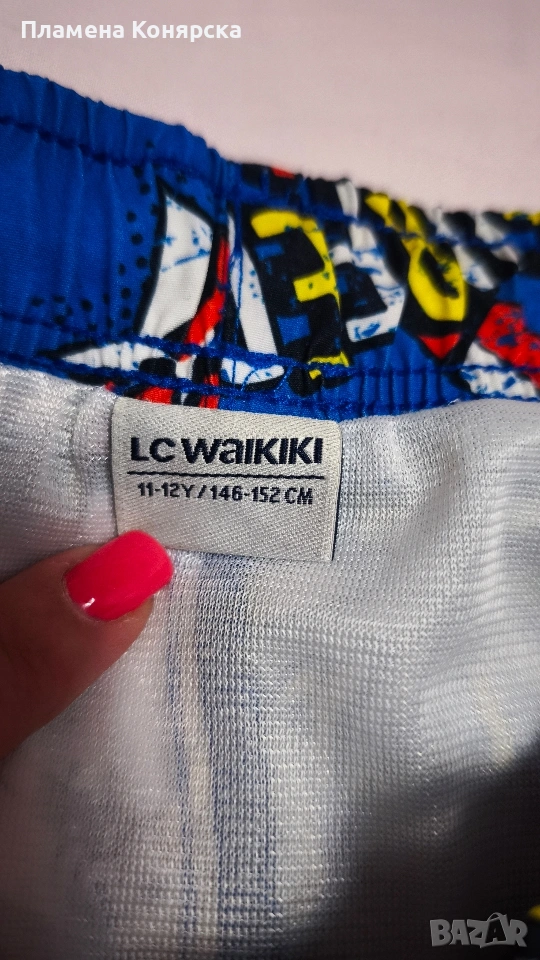 Пламена Конярска
LC WAIKIKI
11-12Y/146-152 CM
BAZAR